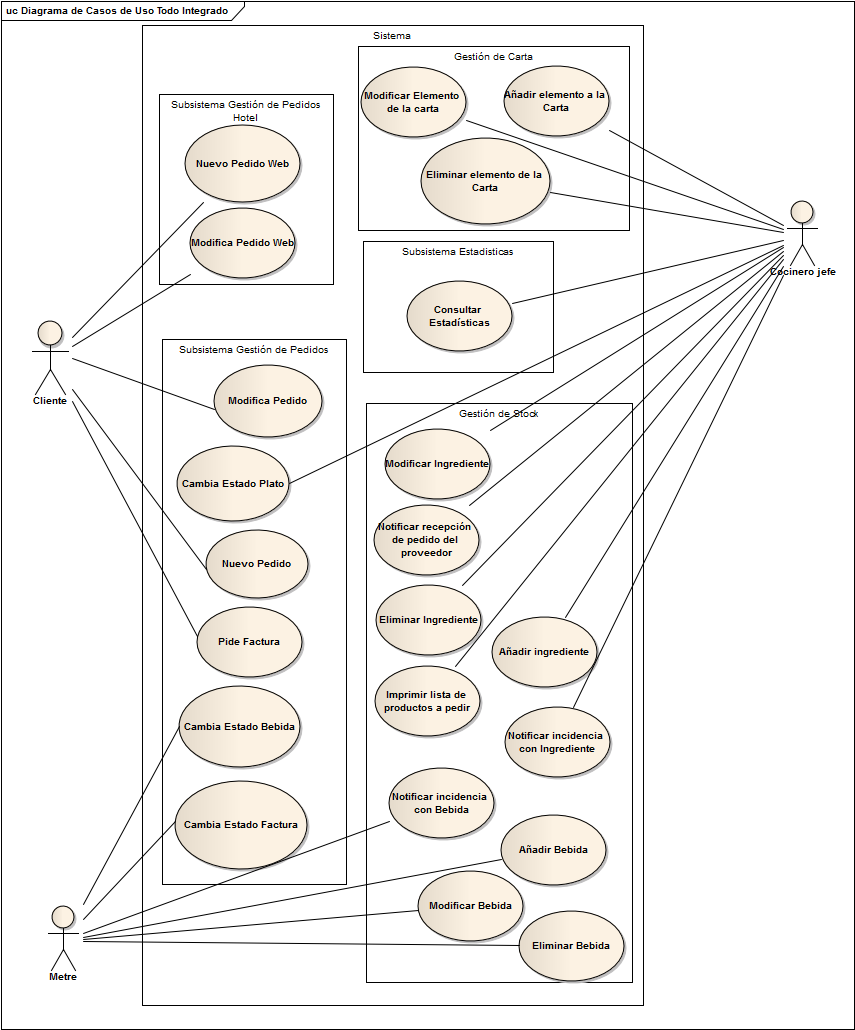 uc Diagrama de Casos de Uso Todo Integrado
Sistema
Gestión de Carta
Modificar Elemento
de la carta
Añadir elemento a la
Carta
Eliminar elemento de la
Carta
Subsistema Gestión de Pedidos
Hotel
Nuevo Pedido Web
Modifica Pedido Web
Cocinero jefe
Subsistema Estadisticas
Consultar
Estadísticas
Cliente
Subsistema Gestión de Pedidos
Modifica Pedido
Cambia Estado Plato
Nuevo Pedido
Pide Factura
Cambia Estado Bebida
Cambia Estado Factura
Gestión de Stock
Modificar Ingrediente
Notificar recepción
de pedido del
proveedor
Eliminar Ingrediente
Añadir ingrediente
Imprimir lista de
productos a pedir
Notificar incidencia
con Ingrediente
Notificar incidencia
con Bebida
Añadir Bebida
Modificar Bebida
Eliminar Bebida
Metre